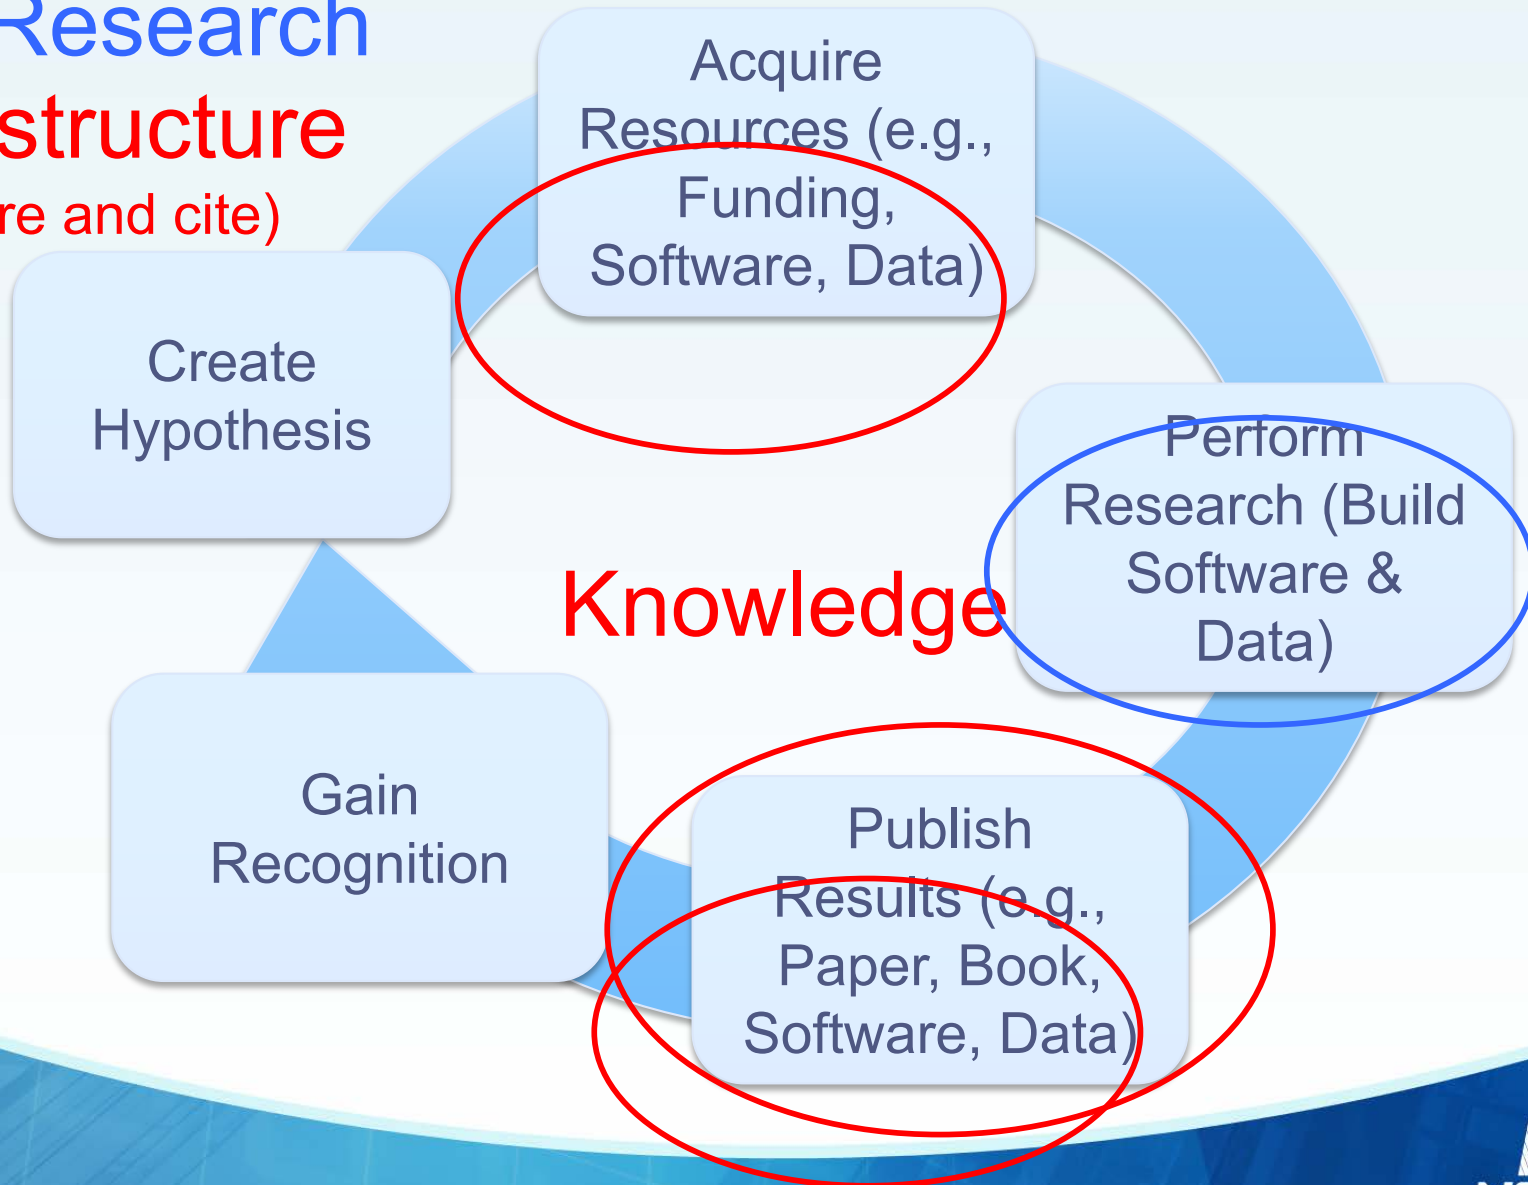 Research
structure
re and cite)
Acquire
Resources (e.g.,
Funding,
Software, Data)
Create
Hypothesis
Perform
Research (Build
Software &
Data)
Knowledge
Gain
Recognition
Publish
Results (e.g.,
Paper, Book,
Software, Data)